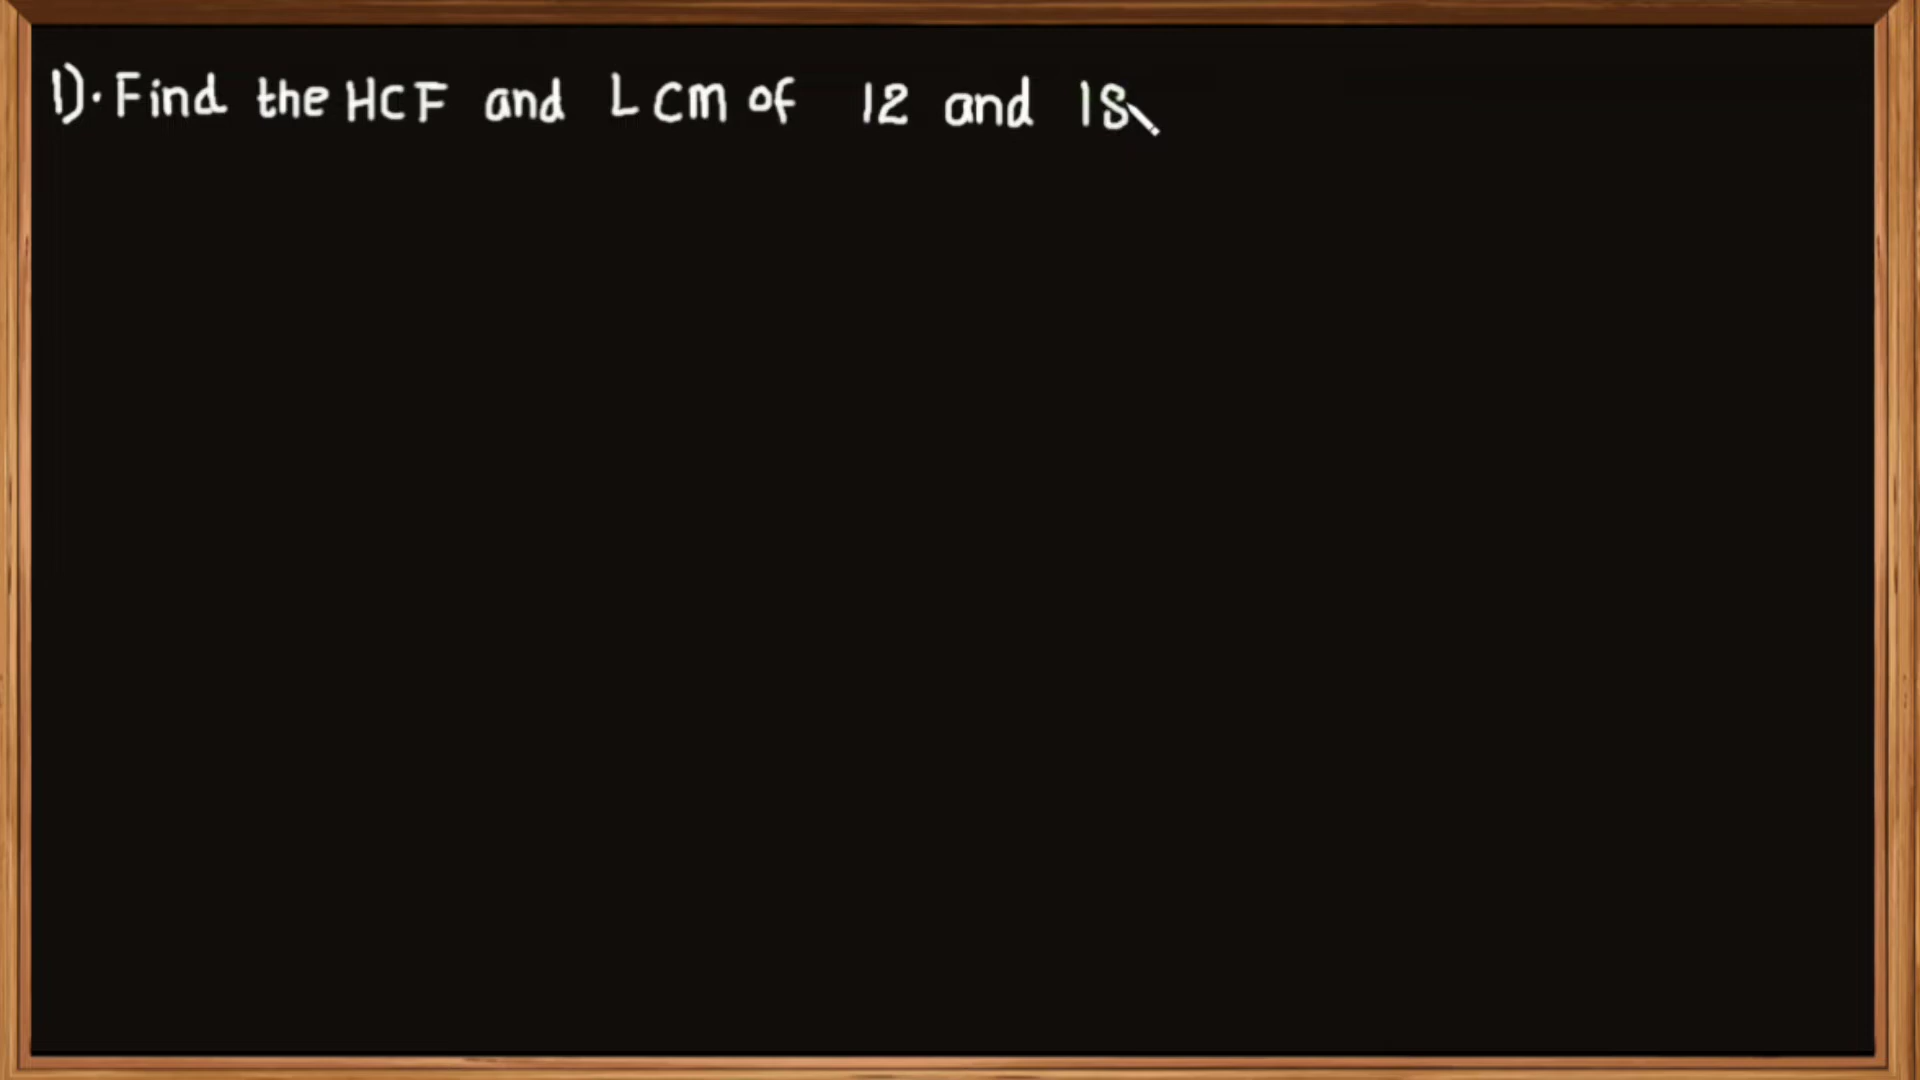 1). Find the HCF and LCM of 12 and 18